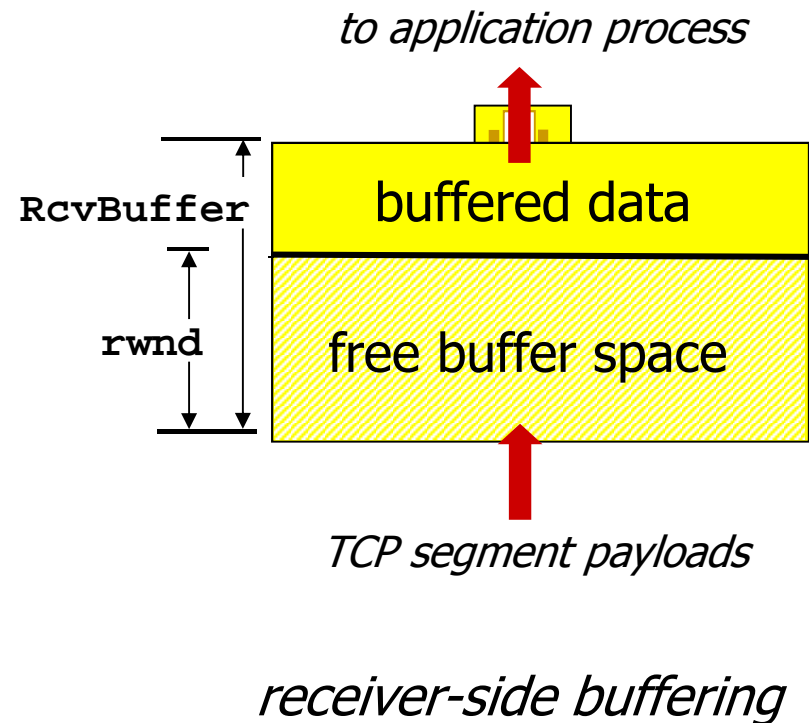 to application process
RcvBuffer
buffered data
rwnd
free buffer space
TCP segment payloads
receiver-side buffering